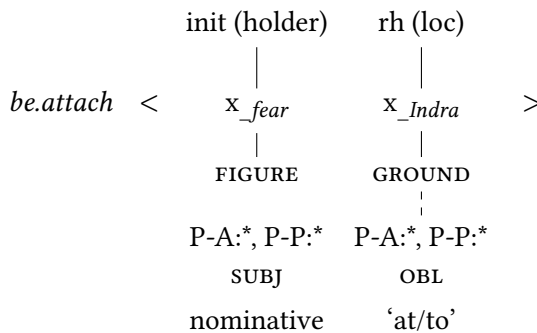 init (holder) rh (loc)
be.attach < x_fear x_Indra >
FIGURE GROUND
P-A:*, P-P:* P-A:*, P-P:*
SUBJ OBL
nominative ‘at/to’